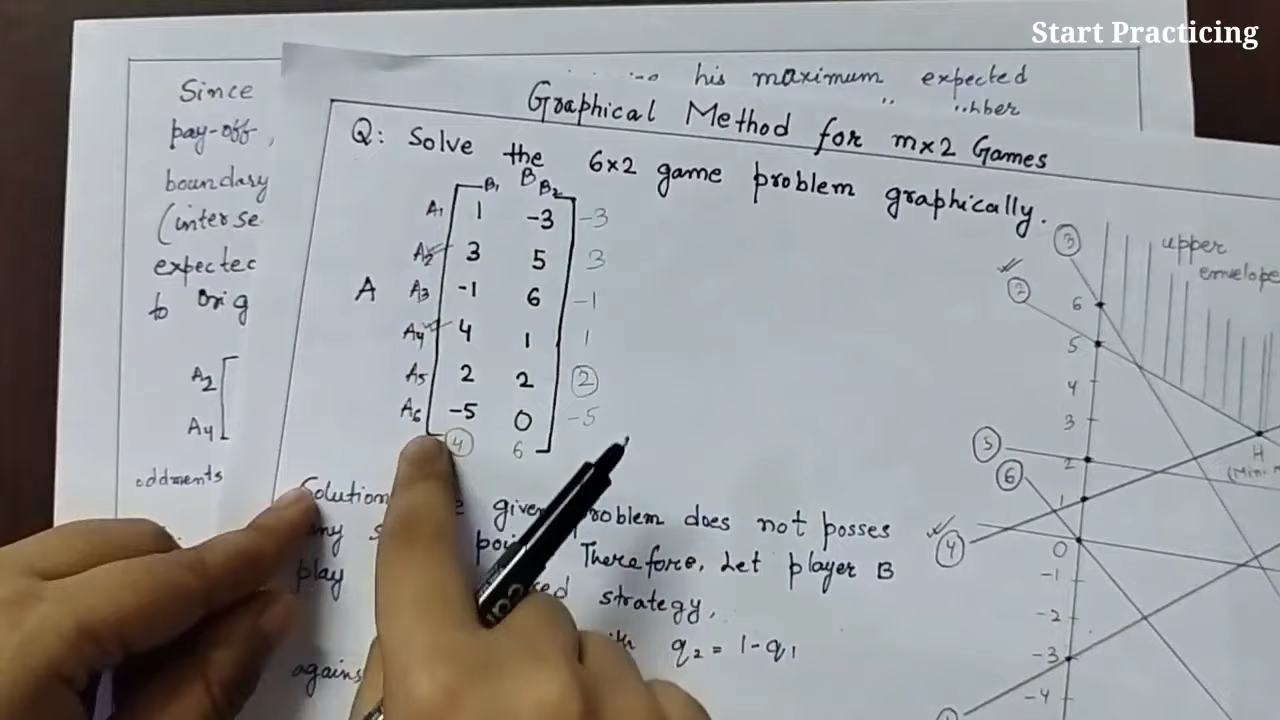 Start Practicing
his maximum expected
Since
pay-off,
boundary
(interse
expectec
to orig
A2
A4
oddments
Graphical Method for m×2 Games
Q: Solve the 6×2 game problem graphically.
B
B1 B2
A1 1 -3 -3
A2 3 5 3
A A3 -1 6 -1
A4 4 1 1
A5 2 2 2
A6 -5 0 -5
4 6
Solution given problem does not posses
any Therefore, Let player B
play strategy,
q2 = 1-q1
agains
3
upper
envelope
2
6
5
4
3
H
5
2
6
1
4
0
-1
-2
-3
-4